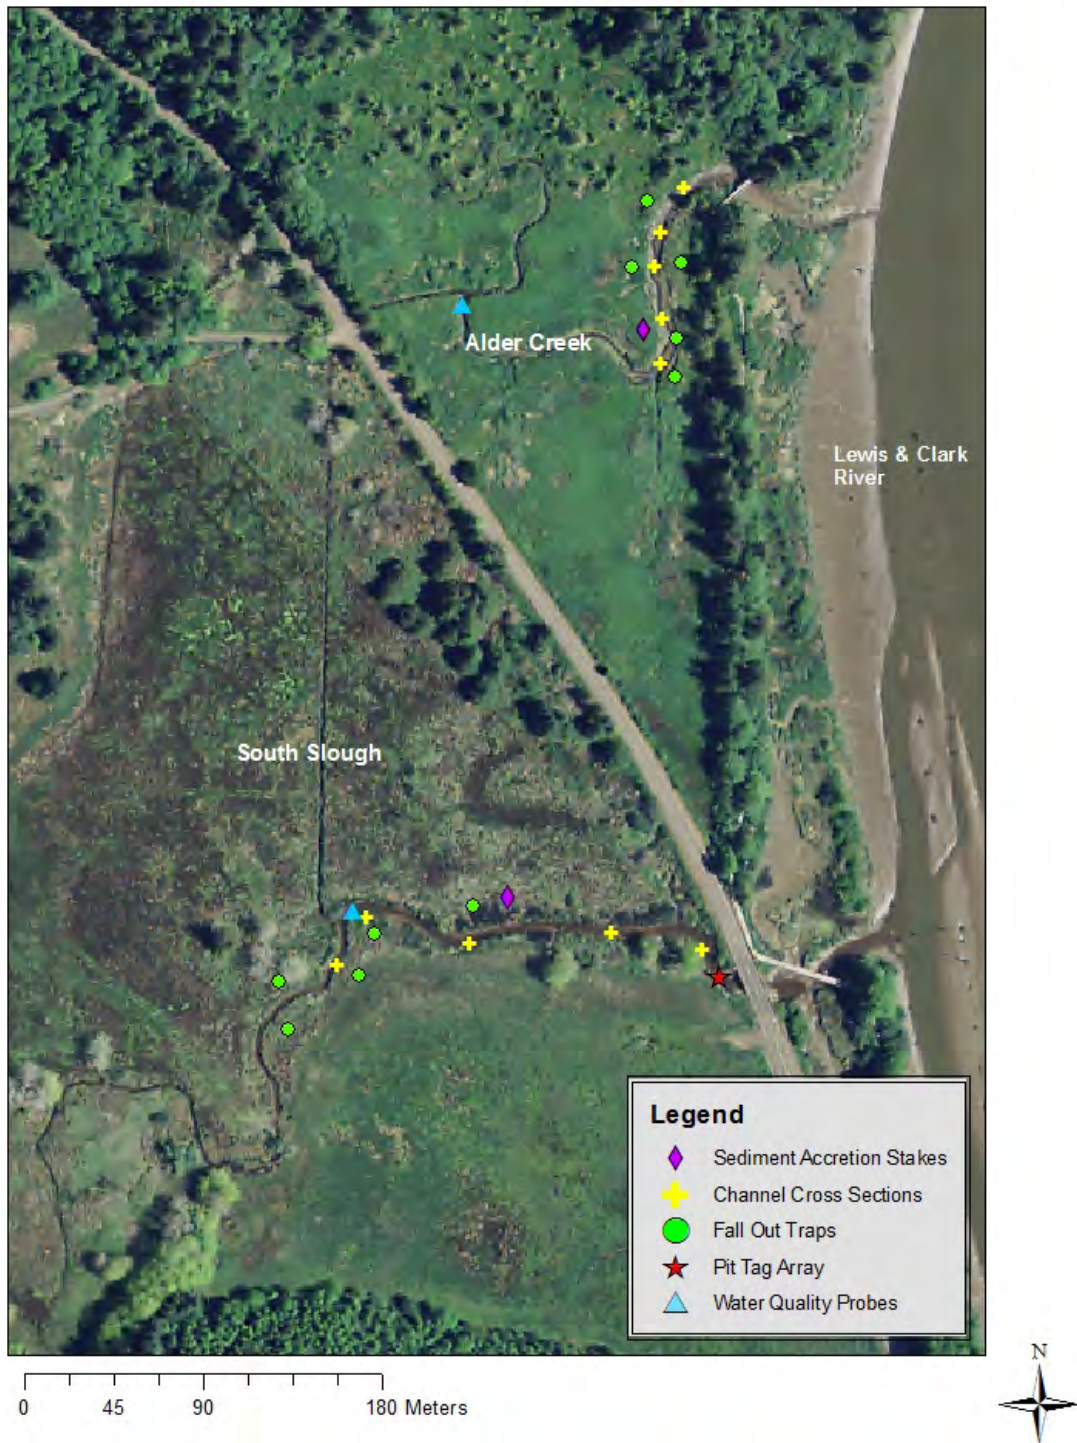 Alder Creek
Lewis & Clark
River
South Slough
Legend
Sediment Accretion Stakes
Channel Cross Sections
Fall Out Traps
Pit Tag Array
Water Quality Probes
0 45 90 180 Meters
N